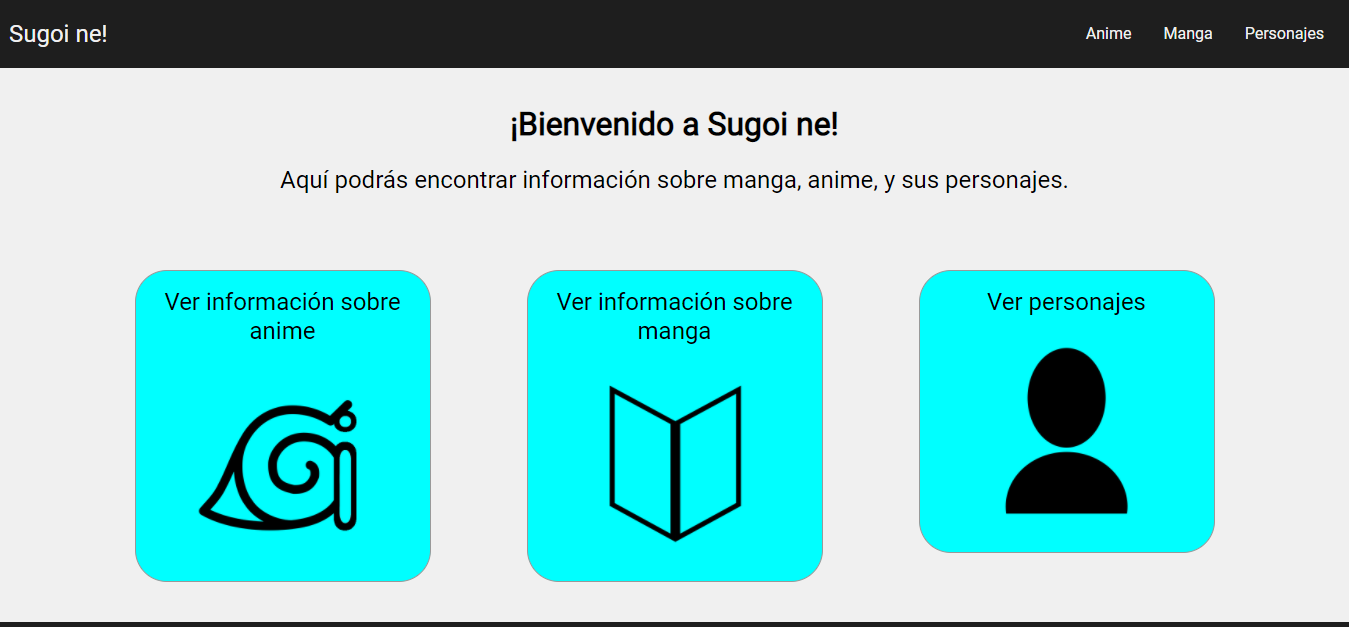 Sugoi ne!
Anime
Manga
Personajes
¡Bienvenido a Sugoi ne!
Aquí podrás encontrar información sobre manga, anime, y sus personajes.
Ver información sobre
anime
Ver información sobre
manga
Ver personajes